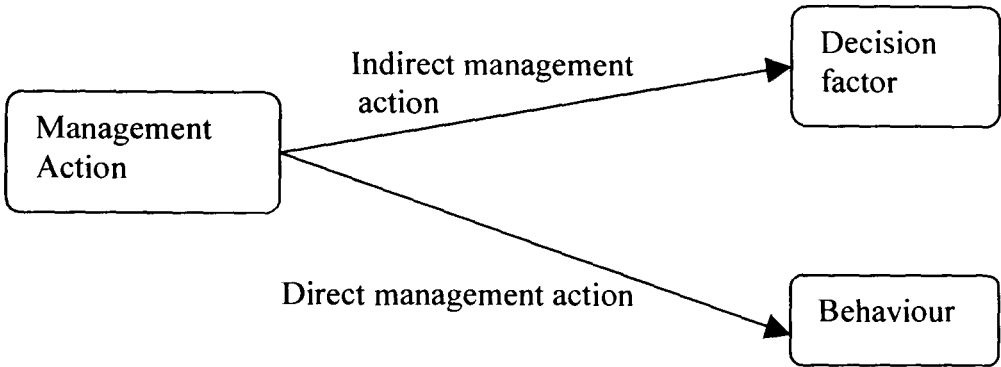 Management
Action
Indirect management
action
Decision
factor
Direct management action
Behaviour